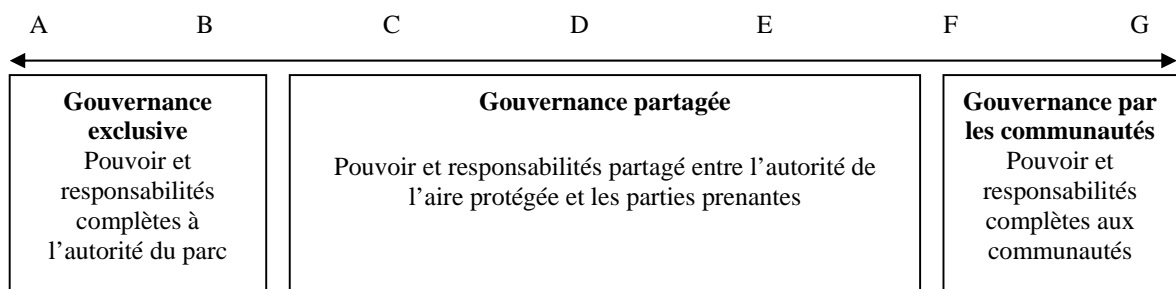 A B C D E F G
Gouvernance
exclusive
Pouvoir et
responsabilités
complètes à
l'autorité du parc
Gouvernance partagée
Pouvoir et responsabilités partagé entre l'autorité de
l'aire protégée et les parties prenantes
Gouvernance par
les communautés
Pouvoir et
responsabilités
complètes aux
communautés